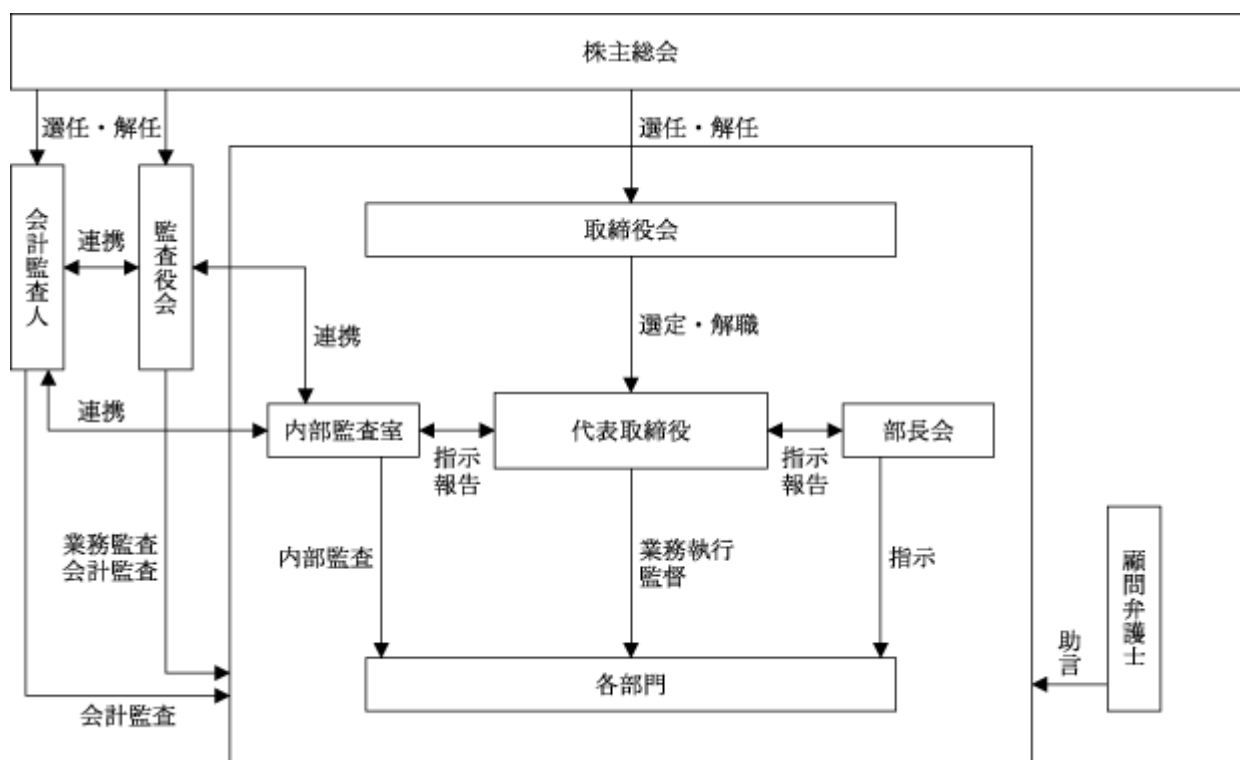 株主総会
選任・解任
選任・解任
会計監査人
連携
監査役会
取締役会
選定・解職
連携
連携
内部監査室
指示
報告
代表取締役
指示
報告
部長会
業務監査
会計監査
内部監査
業務執行
監督
指示
顧問弁護士
助言
各部門
会計監査